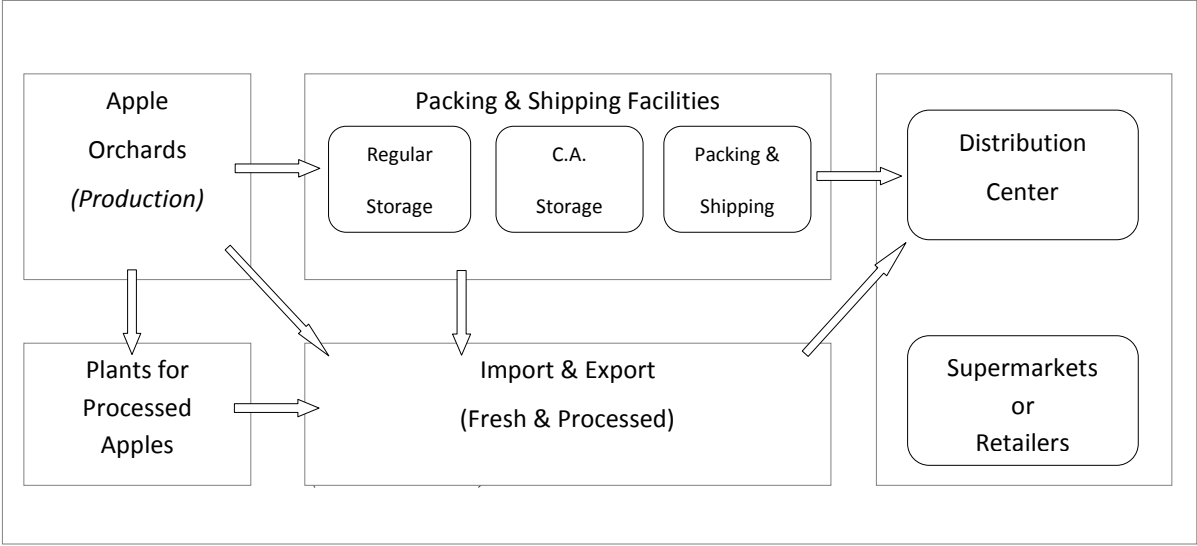 Apple
Orchards
(Production)
Packing & Shipping Facilities
Regular
Storage
C.A.
Storage
Packing &
Shipping
Distribution
Center
Plants for
Processed
Apples
Import & Export
(Fresh & Processed)
Supermarkets
or
Retailers